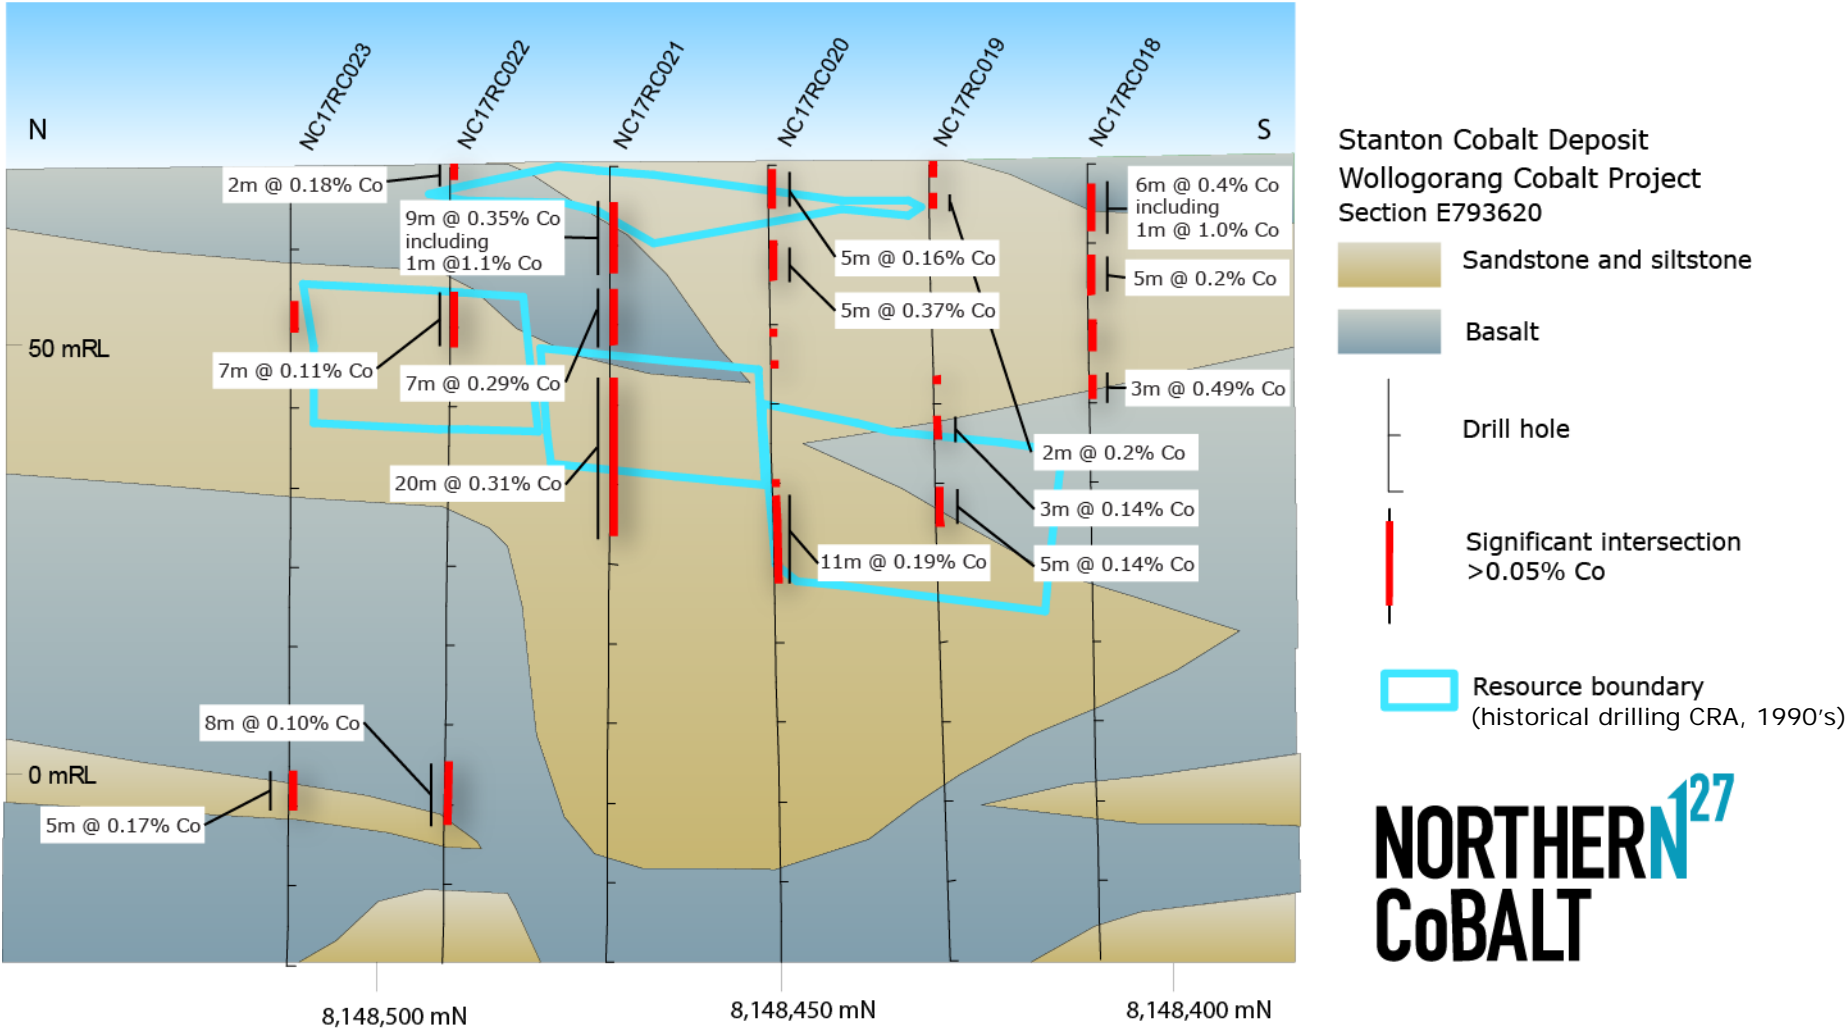 NC17RC023
NC17RC022
NC17RC021
NC17RC020
NC17RC019
NC17RC018
N
S
2m @ 0.18% Co
9m @ 0.35% Co
including
1m @1.1% Co
5m @ 0.16% Co
5m @ 0.37% Co
6m @ 0.4% Co
including
1m @ 1.0% Co
5m @ 0.2% Co
50 mRL
7m @ 0.11% Co
7m @ 0.29% Co
3m @ 0.49% Co
20m @ 0.31% Co
2m @ 0.2% Co
3m @ 0.14% Co
11m @ 0.19% Co
5m @ 0.14% Co
8m @ 0.10% Co
0 mRL
5m @ 0.17% Co
8,148,500 mN
8,148,450 mN
8,148,400 mN
Stanton Cobalt Deposit
Wollogorang Cobalt Project
Section E793620
Sandstone and siltstone
Basalt
Drill hole
Significant intersection
>0.05% Co
Resource boundary
(historical drilling CRA, 1990's)
NORTHERN27
CoBALT